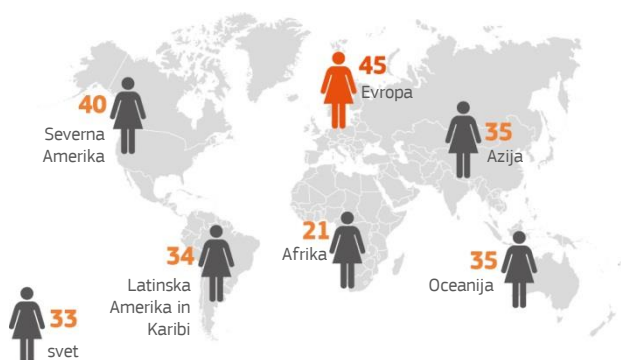 45
Evropa
40
Severna
Amerika
35
Azija
21
Afrika
34
Latinska
Amerika in
Karibi
35
Oceanija
33
svet